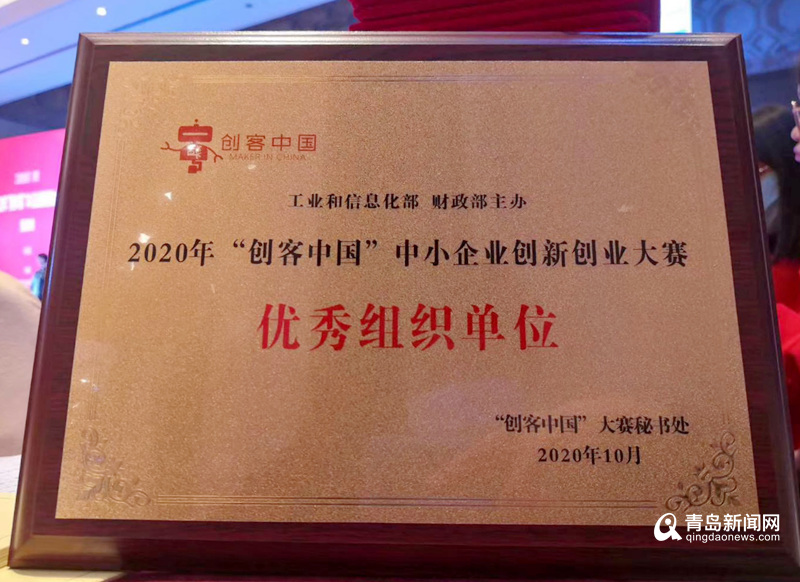 创客中国
MAKER IN CHINA
工业和信息化部 财政部主办
2020年“创客中国”中小企业创新创业大赛
优秀组织单位
“创客中国”大赛秘书处
2020年10月
青岛新闻网
qingdaonews.com